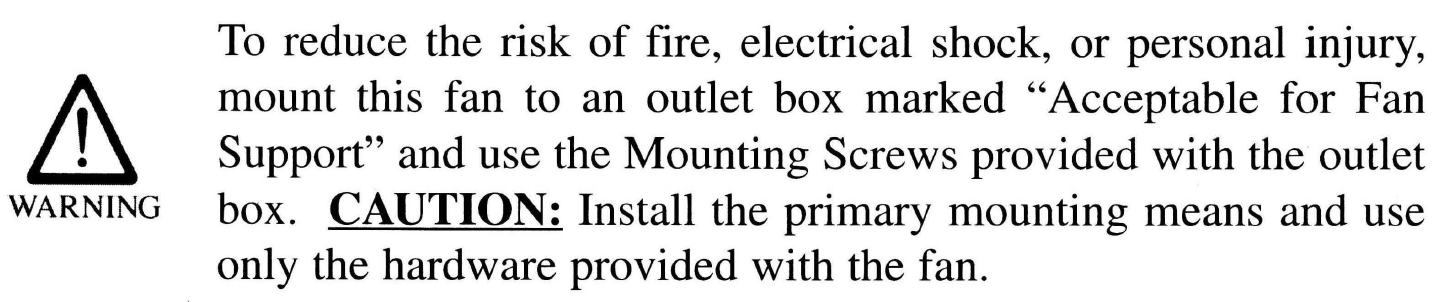 To reduce the risk of fire, electrical shock, or personal injury,
mount this fan to an outlet box marked “Acceptable for Fan
Support” and use the Mounting Screws provided with the outlet
WARNING
box. CAUTION: Install the primary mounting means and use
only the hardware provided with the fan.